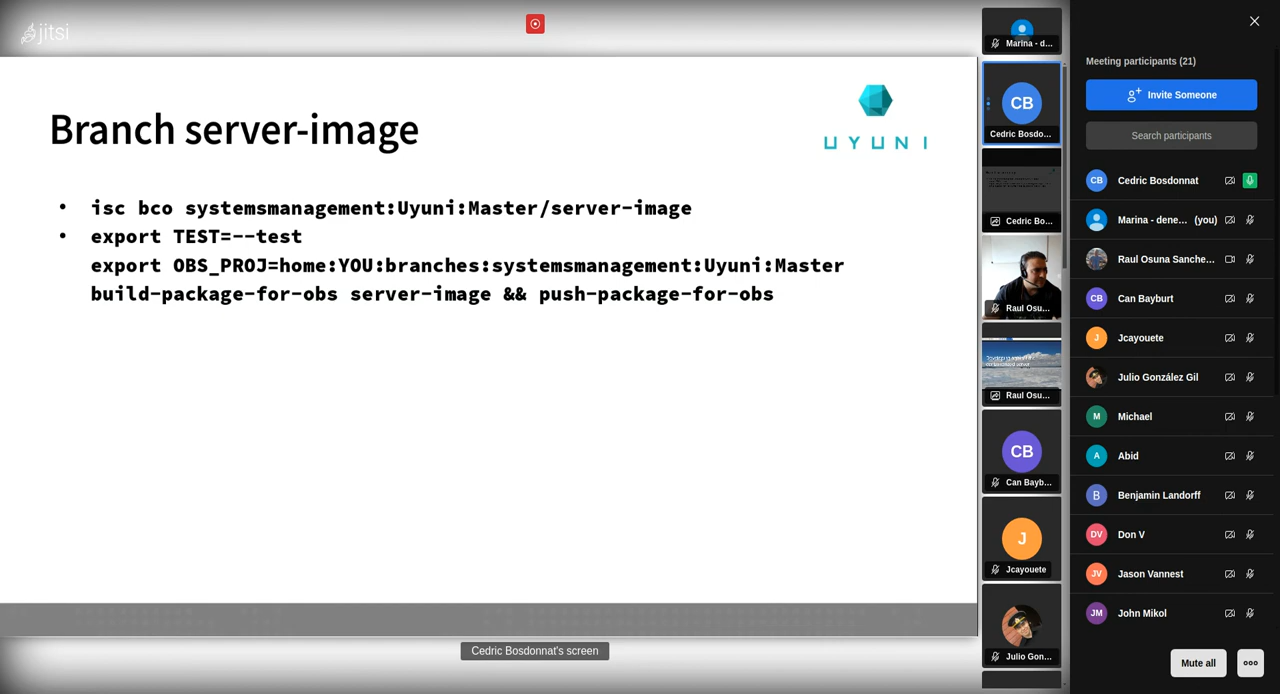 jitsi
Branch server-image
UYUNI
• isc bco systemsmanagement:Uyuni:Master/server-image
• export TEST=--test
export OBS_PROJ=home:YOU:branches:systemsmanagement:Uyuni:Master
build-package-for-obs server-image && push-package-for-obs
Cedric Bosdonnat's screen
Marina - d...
CB
Cedric Bosdo...
Cedric Bo...
Raul Osu...
Raul Osu...
CB
Can Bayb...
J
Jcayouete
Julio Gon...
Meeting participants (21)
Invite Someone
Search participants
CB Cedric Bosdonnat
Marina - dene... (you)
Raul Osuna Sanche...
CB Can Bayburt
J Jcayouete
Julio González Gil
M Michael
A Abid
B Benjamin Landorff
DV Don V
JV Jason Vannest
JM John Mikol
Mute all